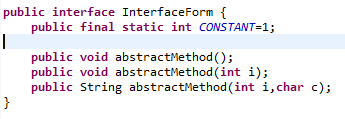 public interface InterfaceForm {
    public final static int CONSTANT=1;
    public void abstractMethod();
    public void abstractMethod(int i);
    public String abstractMethod(int i,char c);
}